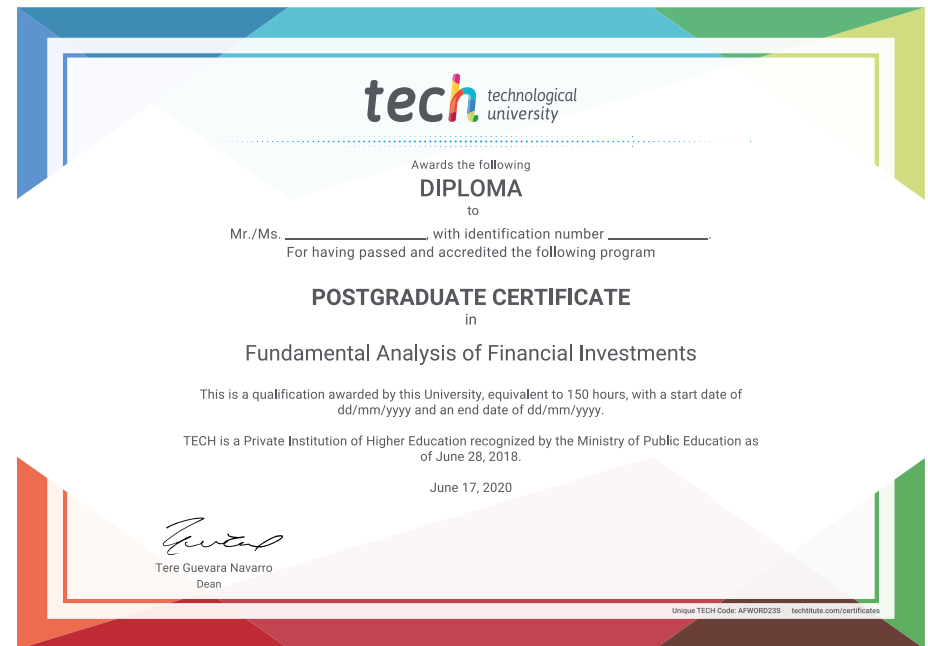 tech technological
university
Awards the following
DIPLOMA
to
Mr./Ms. ____________________, with identification number ______________.
For having passed and accredited the following program
POSTGRADUATE CERTIFICATE
in
Fundamental Analysis of Financial Investments
This is a qualification awarded by this University, equivalent to 150 hours, with a start date of
dd/mm/yyyy and an end date of dd/mm/yyyy.
TECH is a Private Institution of Higher Education recognized by the Ministry of Public Education as
of June 28, 2018.
June 17, 2020
Tere Guevara Navarro
Dean
Unique TECH Code: AFWORD23S techtitute.com/certificates